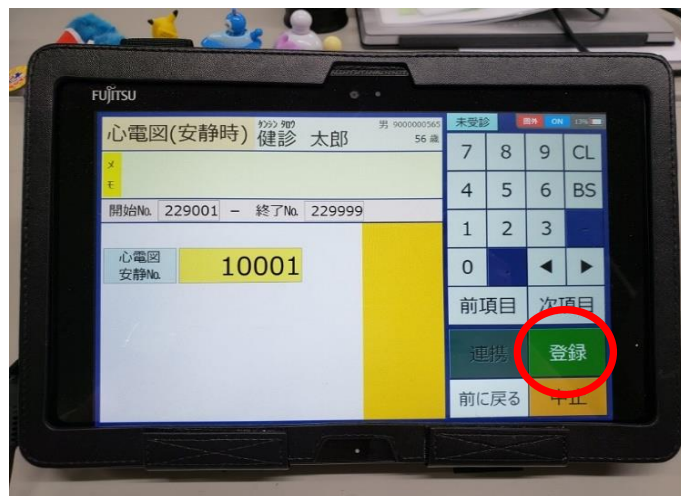 FUJITSU
心電図(安静時)
ｹﾝｼﾝ ﾀﾛｳ
健診 太郎
男 9000000565
56 歳
未受診
圏外 ON 17%
メモ
開始No. 229001 － 終了No. 229999
心電図
安静No.
10001
7 8 9 CL
4 5 6 BS
1 2 3 -
0 . ◀ ▶
前項目 次項目
連携 登録
前に戻る 中止